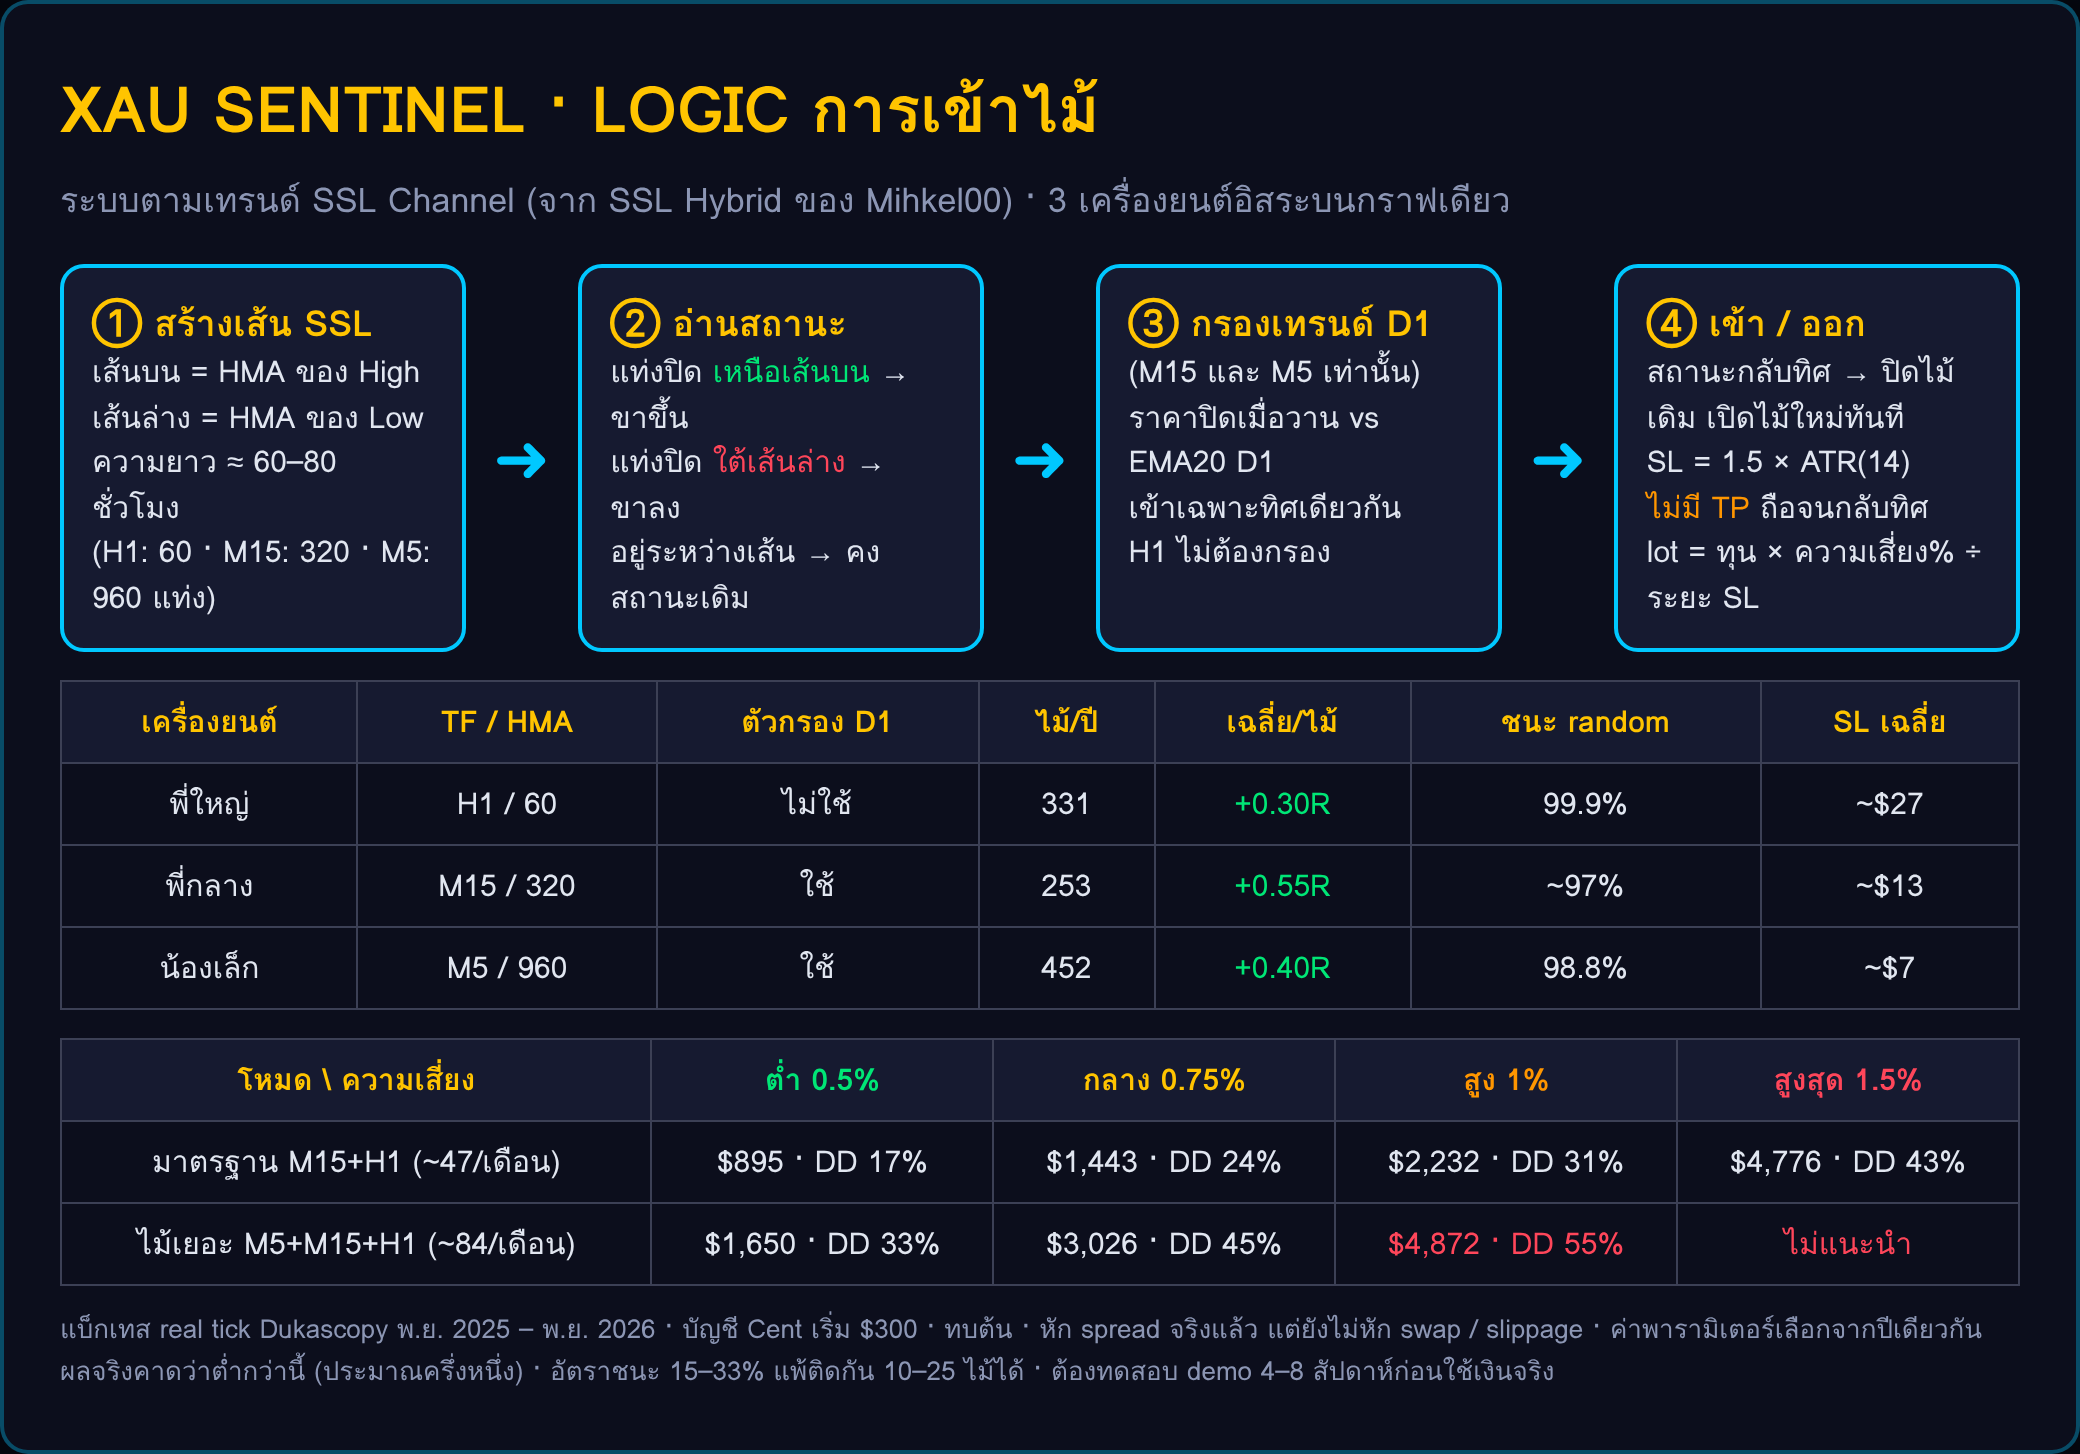 XAU SENTINEL · LOGIC การเข้าไม้
ระบบตามเทรนด์ SSL Channel (จาก SSL Hybrid ของ Mihkel00) · 3 เครื่องยนต์อิสระบนกราฟเดียว
① สร้างเส้น SSL
เส้นบน = HMA ของ High
เส้นล่าง = HMA ของ Low
ความยาว ≈ 60–80
ชั่วโมง
(H1: 60 · M15: 320 · M5:
960 แท่ง)
➜
② อ่านสถานะ
แท่งปิด เหนือเส้นบน →
ขาขึ้น
แท่งปิด ใต้เส้นล่าง →
ขาลง
อยู่ระหว่างเส้น → คง
สถานะเดิม
➜
③ กรองเทรนด์ D1
(M15 และ M5 เท่านั้น)
ราคาปิดเมื่อวาน vs
EMA20 D1
เข้าเฉพาะทิศเดียวกัน
H1 ไม่ต้องกรอง
➜
④ เข้า / ออก
สถานะกลับทิศ → ปิดไม้
เดิม เปิดไม้ใหม่ทันที
SL = 1.5 × ATR(14)
ไม่มี TP ถือจนกลับทิศ
lot = ทุน × ความเสี่ยง% ÷
ระยะ SL
เครื่องยนต์ TF / HMA ตัวกรอง D1 ไม้/ปี เฉลี่ย/ไม้ ชนะ random SL เฉลี่ย
พี่ใหญ่ H1 / 60 ไม่ใช้ 331 +0.30R 99.9% ~$27
พี่กลาง M15 / 320 ใช้ 253 +0.55R ~97% ~$13
น้องเล็ก M5 / 960 ใช้ 452 +0.40R 98.8% ~$7
โหมด \ ความเสี่ยง ต่ำ 0.5% กลาง 0.75% สูง 1% สูงสุด 1.5%
มาตรฐาน M15+H1 (~47/เดือน) $895 · DD 17% $1,443 · DD 24% $2,232 · DD 31% $4,776 · DD 43%
ไม้เยอะ M5+M15+H1 (~84/เดือน) $1,650 · DD 33% $3,026 · DD 45% $4,872 · DD 55% ไม่แนะนำ
แบ็กเทส real tick Dukascopy พ.ย. 2025 – พ.ย. 2026 · บัญชี Cent เริ่ม $300 · ทบต้น · หัก spread จริงแล้ว แต่ยังไม่หัก swap / slippage · ค่าพารามิเตอร์เลือกจากปีเดียวกัน
ผลจริงคาดว่าต่ำกว่านี้ (ประมาณครึ่งหนึ่ง) · อัตราชนะ 15–33% แพ้ติดกัน 10–25 ไม้ได้ · ต้องทดสอบ demo 4–8 สัปดาห์ก่อนใช้เงินจริง